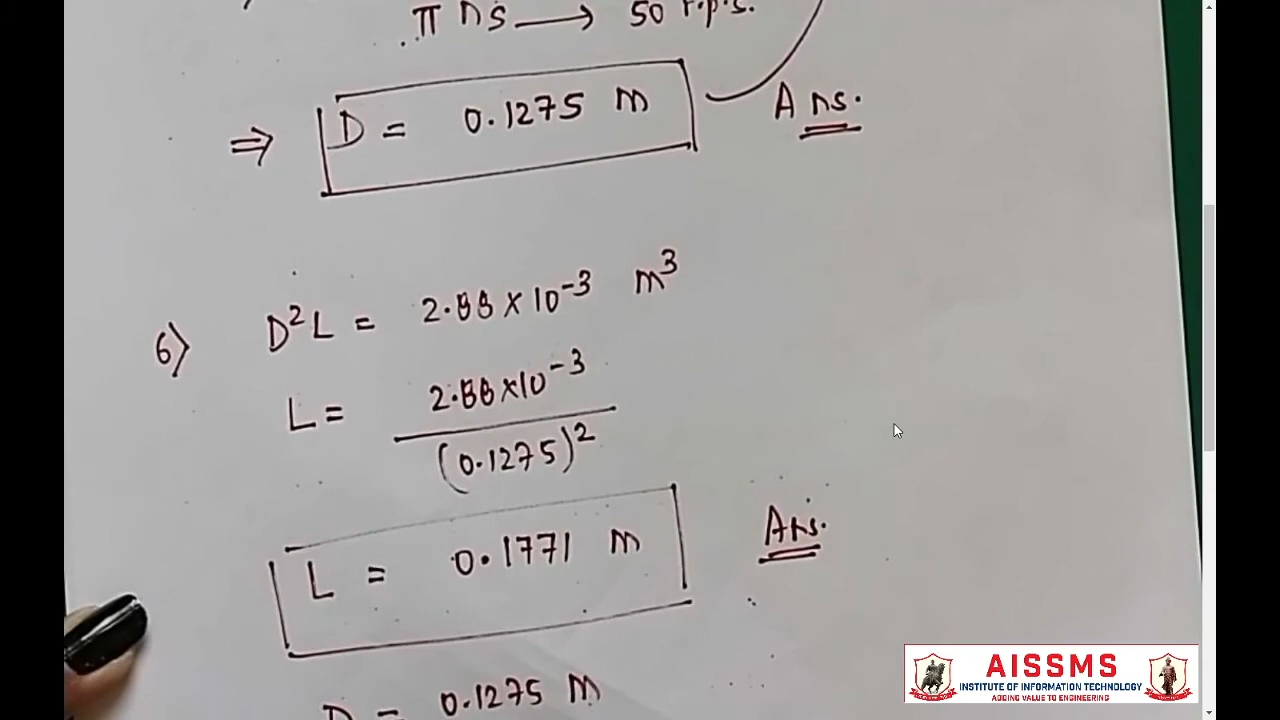 π ns → 50 r.p.s.
⇒ D = 0.1275 m Ans.
6) D²L = 2.88 × 10⁻³ m³
L = 2.88×10⁻³ / (0.1275)²
L = 0.1771 m Ans.
D = 0.1275 m
AISSMS
INSTITUTE OF INFORMATION TECHNOLOGY
ADDING VALUE TO ENGINEERING